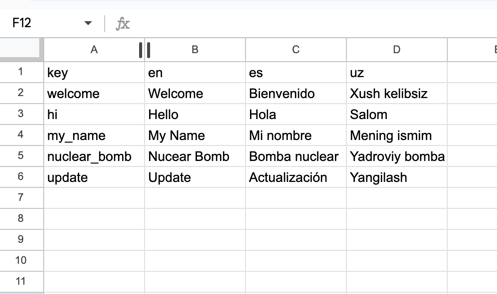 F12 fx
A B C D E
1 key en es uz
2 welcome Welcome Bienvenido Xush kelibsiz
3 hi Hello Hola Salom
4 my_name My Name Mi nombre Mening ismim
5 nuclear_bomb Nucear Bomb Bomba nuclear Yadroviy bomba
6 update Update Actualización Yangilash
7
8
9
10
11